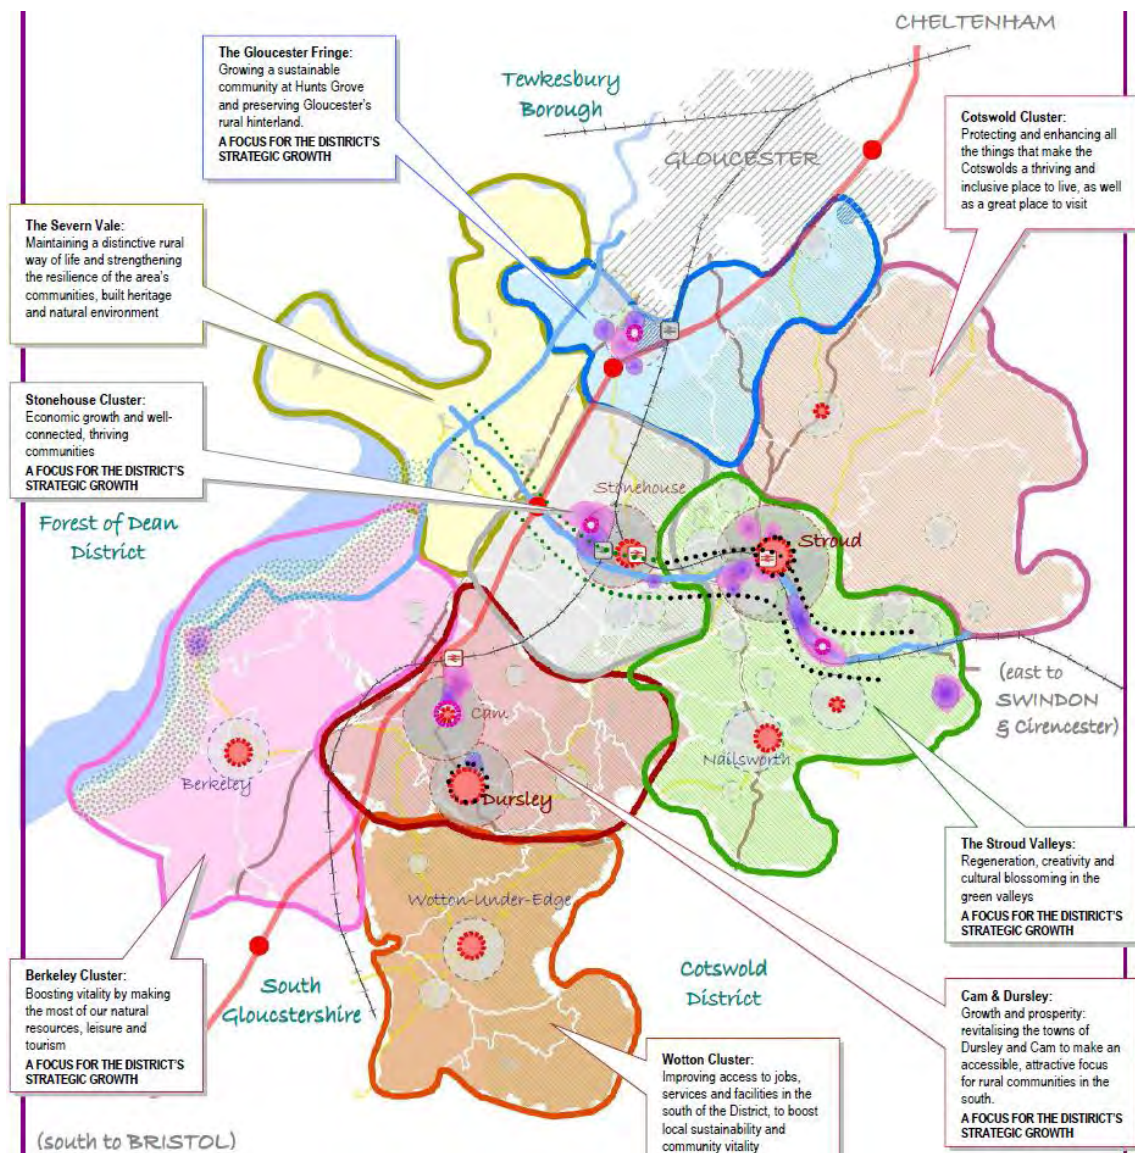 CHELTENHAM
The Gloucester Fringe:
Growing a sustainable
community at Hunts Grove
and preserving Gloucester's
rural hinterland.
A FOCUS FOR THE DISTIRICT'S
STRATEGIC GROWTH
Tewkesbury
Borough
GLOUCESTER
Cotswold Cluster:
Protecting and enhancing all
the things that make the
Cotswolds a thriving and
inclusive place to live, as well
as a great place to visit
The Severn Vale:
Maintaining a distinctive rural
way of life and strengthening
the resilience of the area's
communities, built heritage
and natural environment
Stonehouse Cluster:
Economic growth and well-
connected, thriving
communities
A FOCUS FOR THE DISTRICT'S
STRATEGIC GROWTH
Forest of Dean
District
Stonehouse
Stroud
(east to
SWINDON
& Cirencester)
Cam
Nailsworth
Berkeley
Dursley
The Stroud Valleys:
Regeneration, creativity and
cultural blossoming in the
green valleys
A FOCUS FOR THE DISTIRICT'S
STRATEGIC GROWTH
Wotton-Under-Edge
Berkeley Cluster:
Boosting vitality by making
the most of our natural
resources, leisure and
tourism
A FOCUS FOR THE DISTRICT'S
STRATEGIC GROWTH
South
Gloucstershire
Cotswold
District
Cam & Dursley:
Growth and prosperity:
revitalising the towns of
Dursley and Cam to make an
accessible, attractive focus
for rural communities in the
south.
A FOCUS FOR THE DISTIRICT'S
STRATEGIC GROWTH
Wotton Cluster:
Improving access to jobs,
services and facilities in the
south of the District, to boost
local sustainability and
community vitality
(south to BRISTOL)